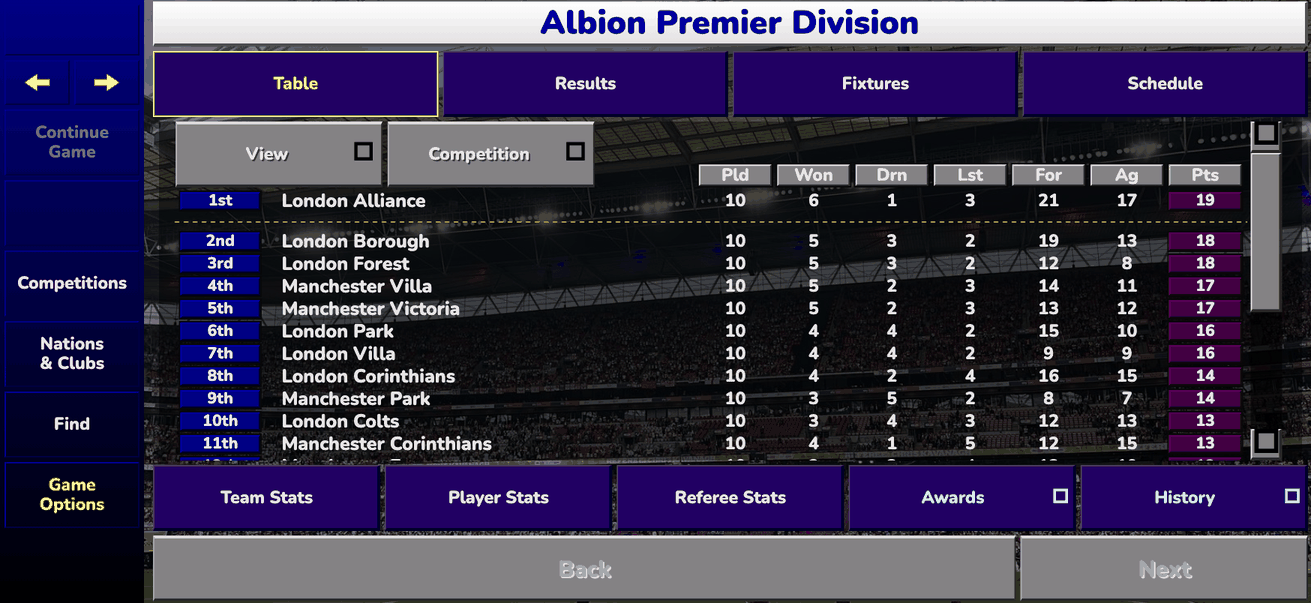 Albion Premier Division
Table
Results
Fixtures
Schedule
Continue
Game
Competitions
Nations
& Clubs
Find
Game
Options
View
Competition
Pld Won Drn Lst For Ag Pts
1st London Alliance 10 6 1 3 21 17 19
2nd London Borough 10 5 3 2 19 13 18
3rd London Forest 10 5 3 2 12 8 18
4th Manchester Villa 10 5 2 3 14 11 17
5th Manchester Victoria 10 5 2 3 13 12 17
6th London Park 10 4 4 2 15 10 16
7th London Villa 10 4 4 2 9 9 16
8th London Corinthians 10 4 2 4 16 15 14
9th Manchester Park 10 3 5 2 8 7 14
10th London Colts 10 3 4 3 12 13 13
11th Manchester Corinthians 10 4 1 5 12 15 13
Team Stats
Player Stats
Referee Stats
Awards
History
Back
Next